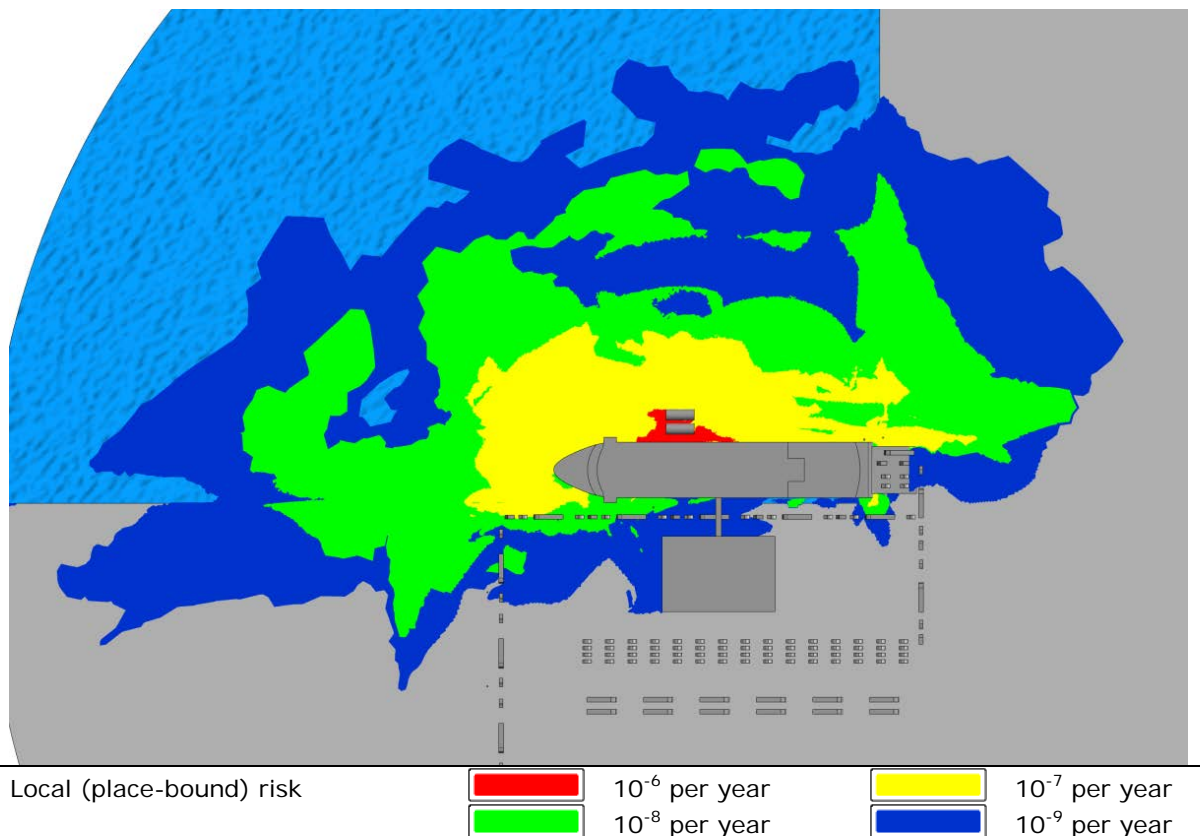 Local (place-bound) risk 10⁻⁶ per year 10⁻⁷ per year
10⁻⁸ per year 10⁻⁹ per year